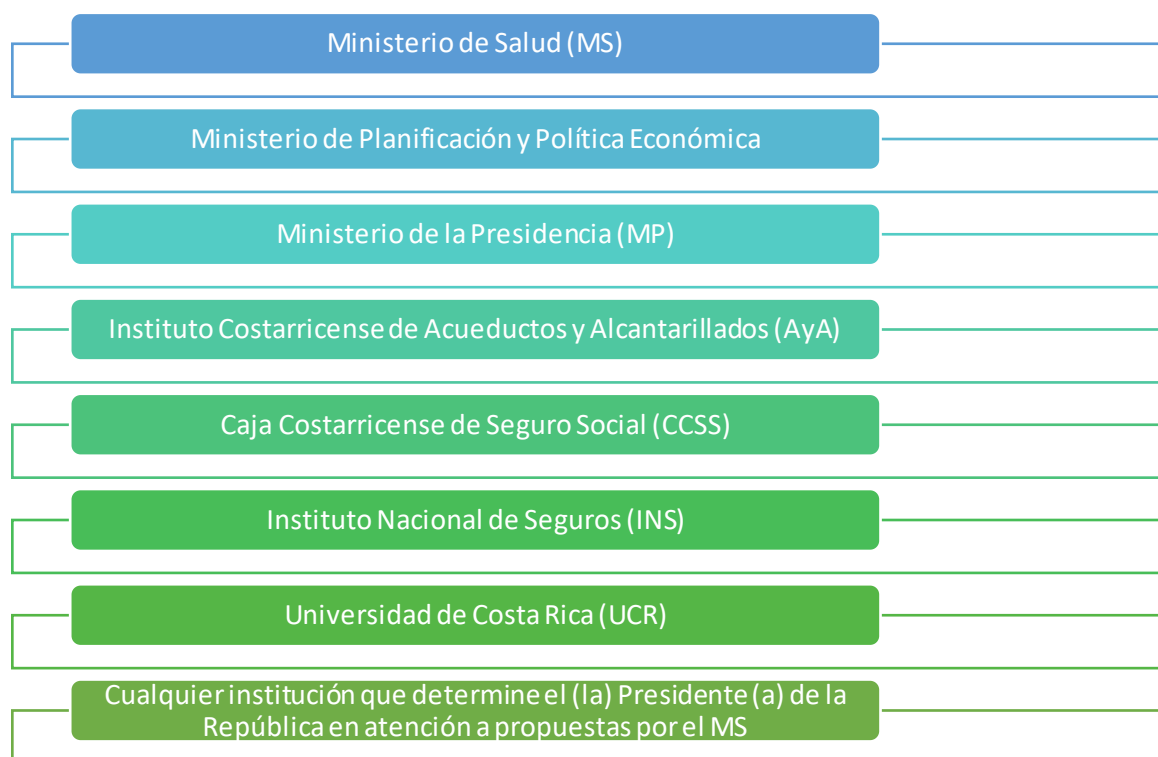 Ministerio de Salud (MS)
Ministerio de Planificación y Política Económica
Ministerio de la Presidencia (MP)
Instituto Costarricense de Acueductos y Alcantarillados (AyA)
Caja Costarricense de Seguro Social (CCSS)
Instituto Nacional de Seguros (INS)
Universidad de Costa Rica (UCR)
Cualquier institución que determine el (la) Presidente (a) de la
República en atención a propuestas por el MS